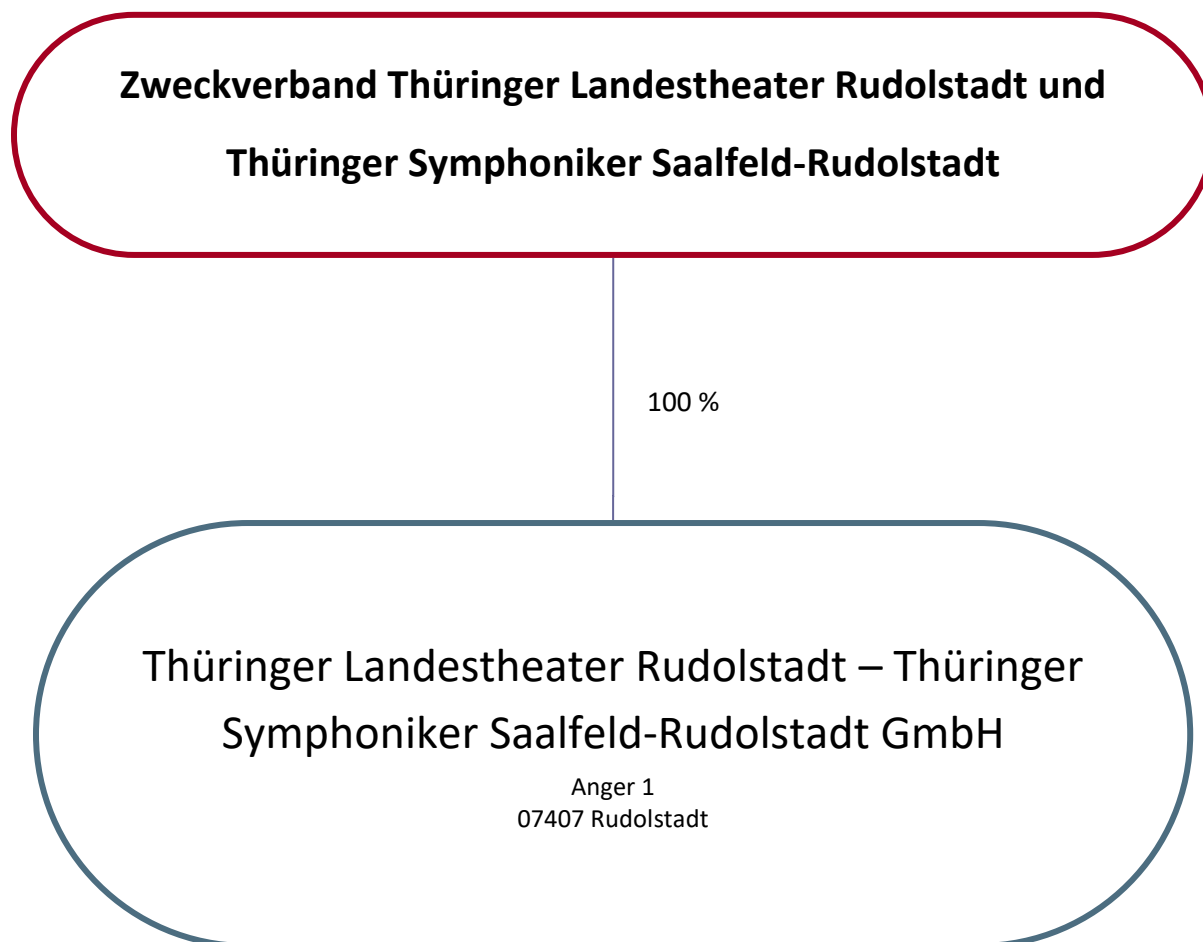 Zweckverband Thüringer Landestheater Rudolstadt und
Thüringer Symphoniker Saalfeld-Rudolstadt
100 %
Thüringer Landestheater Rudolstadt – Thüringer
Symphoniker Saalfeld-Rudolstadt GmbH
Anger 1
07407 Rudolstadt